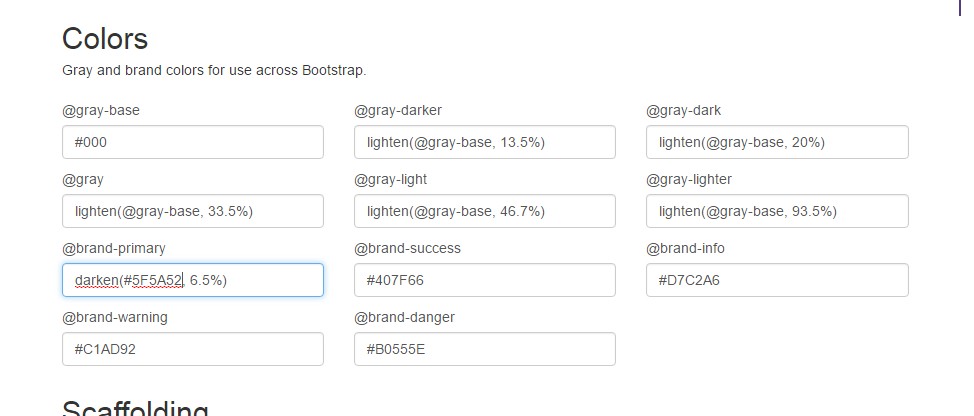 Colors
Gray and brand colors for use across Bootstrap.
@gray-base @gray-darker @gray-dark
#000 lighten(@gray-base, 13.5%) lighten(@gray-base, 20%)
@gray @gray-light @gray-lighter
lighten(@gray-base, 33.5%) lighten(@gray-base, 46.7%) lighten(@gray-base, 93.5%)
@brand-primary @brand-success @brand-info
darken(#5F5A52, 6.5%) #407F66 #D7C2A6
@brand-warning @brand-danger
#C1AD92 #B0555E
Scaffolding